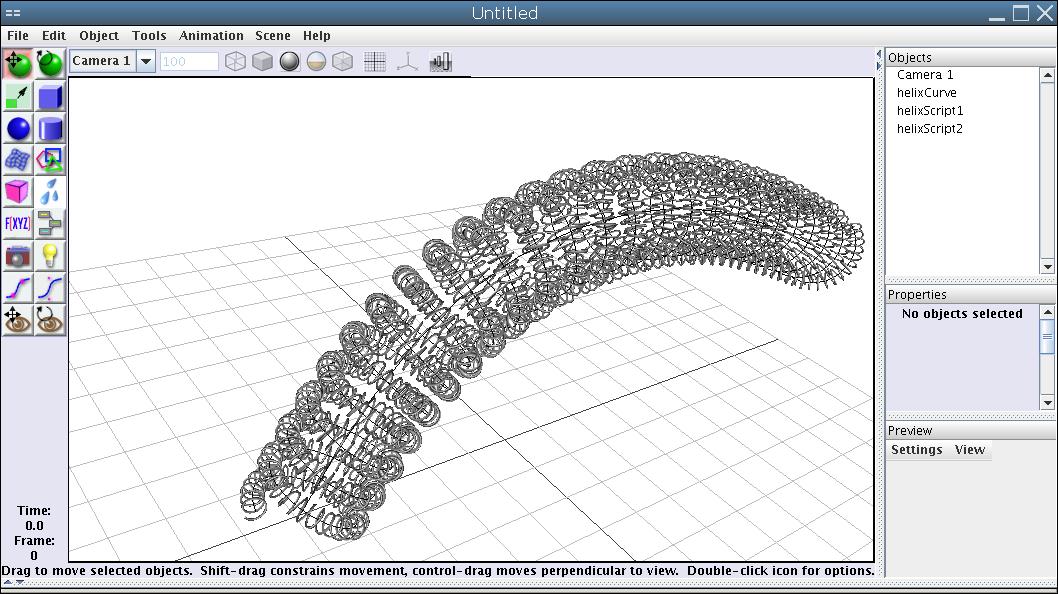 Untitled
File Edit Object Tools Animation Scene Help
Camera 1 100
F(XYZ)
Objects
Camera 1
helixCurve
helixScript1
helixScript2
Properties
No objects selected
Preview
Settings View
Time:
0.0
Frame:
0
Drag to move selected objects. Shift-drag constrains movement, control-drag moves perpendicular to view. Double-click icon for options.